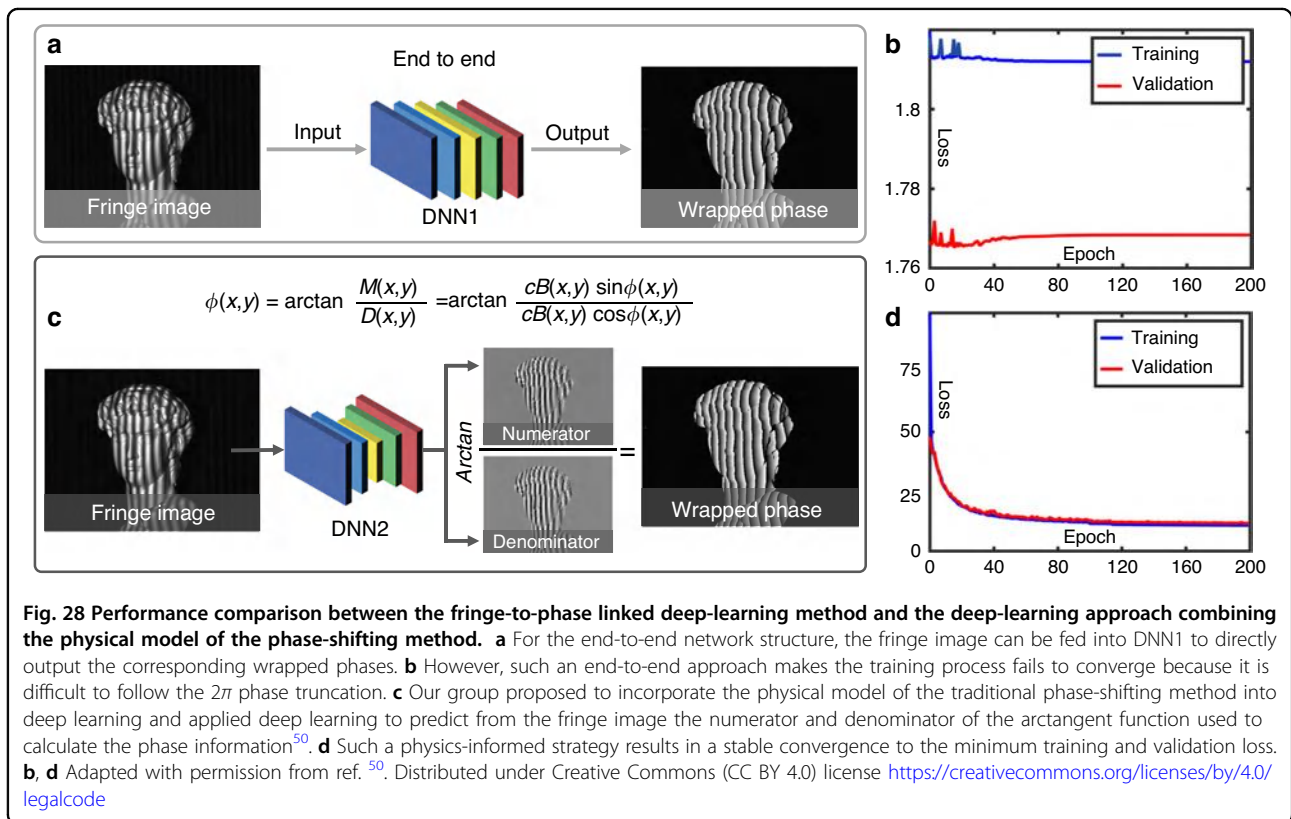 a
End to end
Input
Output
Fringe image
DNN1
Wrapped phase
b
Training
Validation
1.8
1.78
1.76
Loss
Epoch
0 40 80 120 160 200
c
ϕ(x,y) = arctan M(x,y) / D(x,y) =arctan cB(x,y) sinϕ(x,y) / cB(x,y) cosϕ(x,y)
Fringe image
DNN2
Arctan
Numerator
Denominator
=
Wrapped phase
d
Training
Validation
75
50
25
0
Loss
Epoch
0 40 80 120 160 200
Fig. 28 Performance comparison between the fringe-to-phase linked deep-learning method and the deep-learning approach combining
the physical model of the phase-shifting method. a For the end-to-end network structure, the fringe image can be fed into DNN1 to directly
output the corresponding wrapped phases. b However, such an end-to-end approach makes the training process fails to converge because it is
difficult to follow the 2π phase truncation. c Our group proposed to incorporate the physical model of the traditional phase-shifting method into
deep learning and applied deep learning to predict from the fringe image the numerator and denominator of the arctangent function used to
calculate the phase information50. d Such a physics-informed strategy results in a stable convergence to the minimum training and validation loss.
b, d Adapted with permission from ref. 50. Distributed under Creative Commons (CC BY 4.0) license https://creativecommons.org/licenses/by/4.0/
legalcode